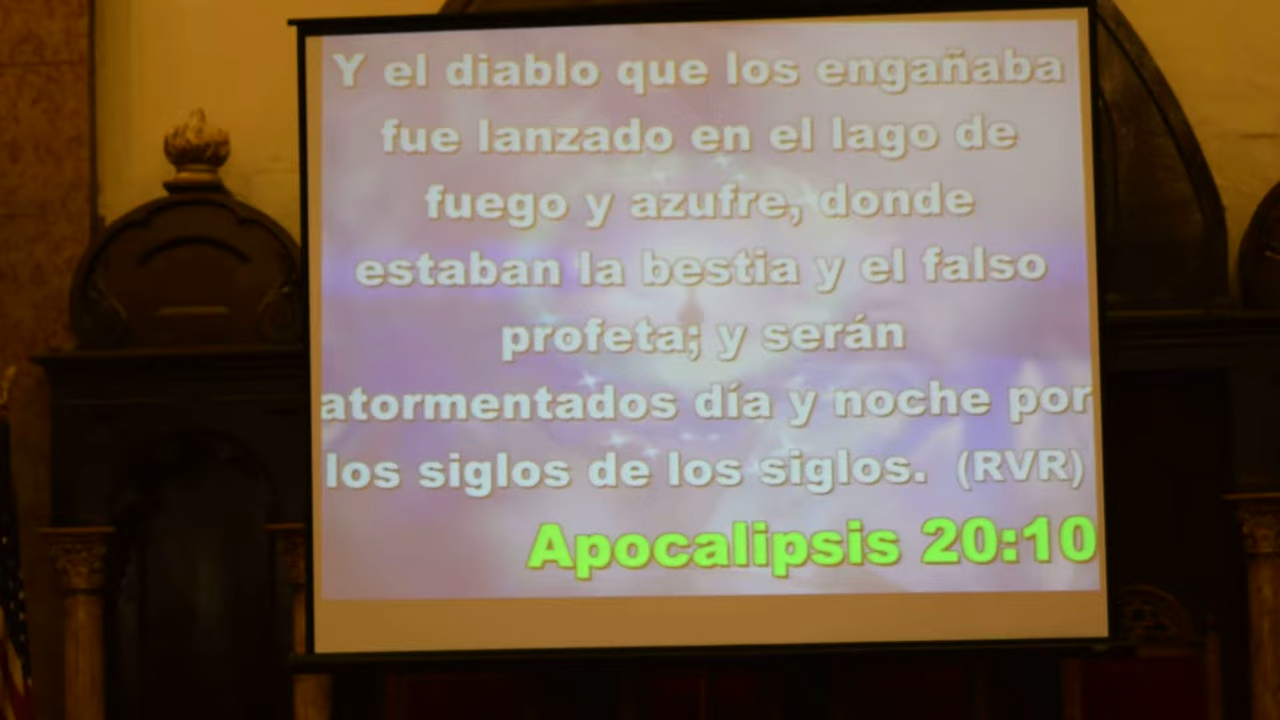 Y el diablo que los engañaba
fue lanzado en el lago de
fuego y azufre, donde
estaban la bestia y el falso
profeta; y serán
atormentados día y noche por
los siglos de los siglos. (RVR)
Apocalipsis 20:10